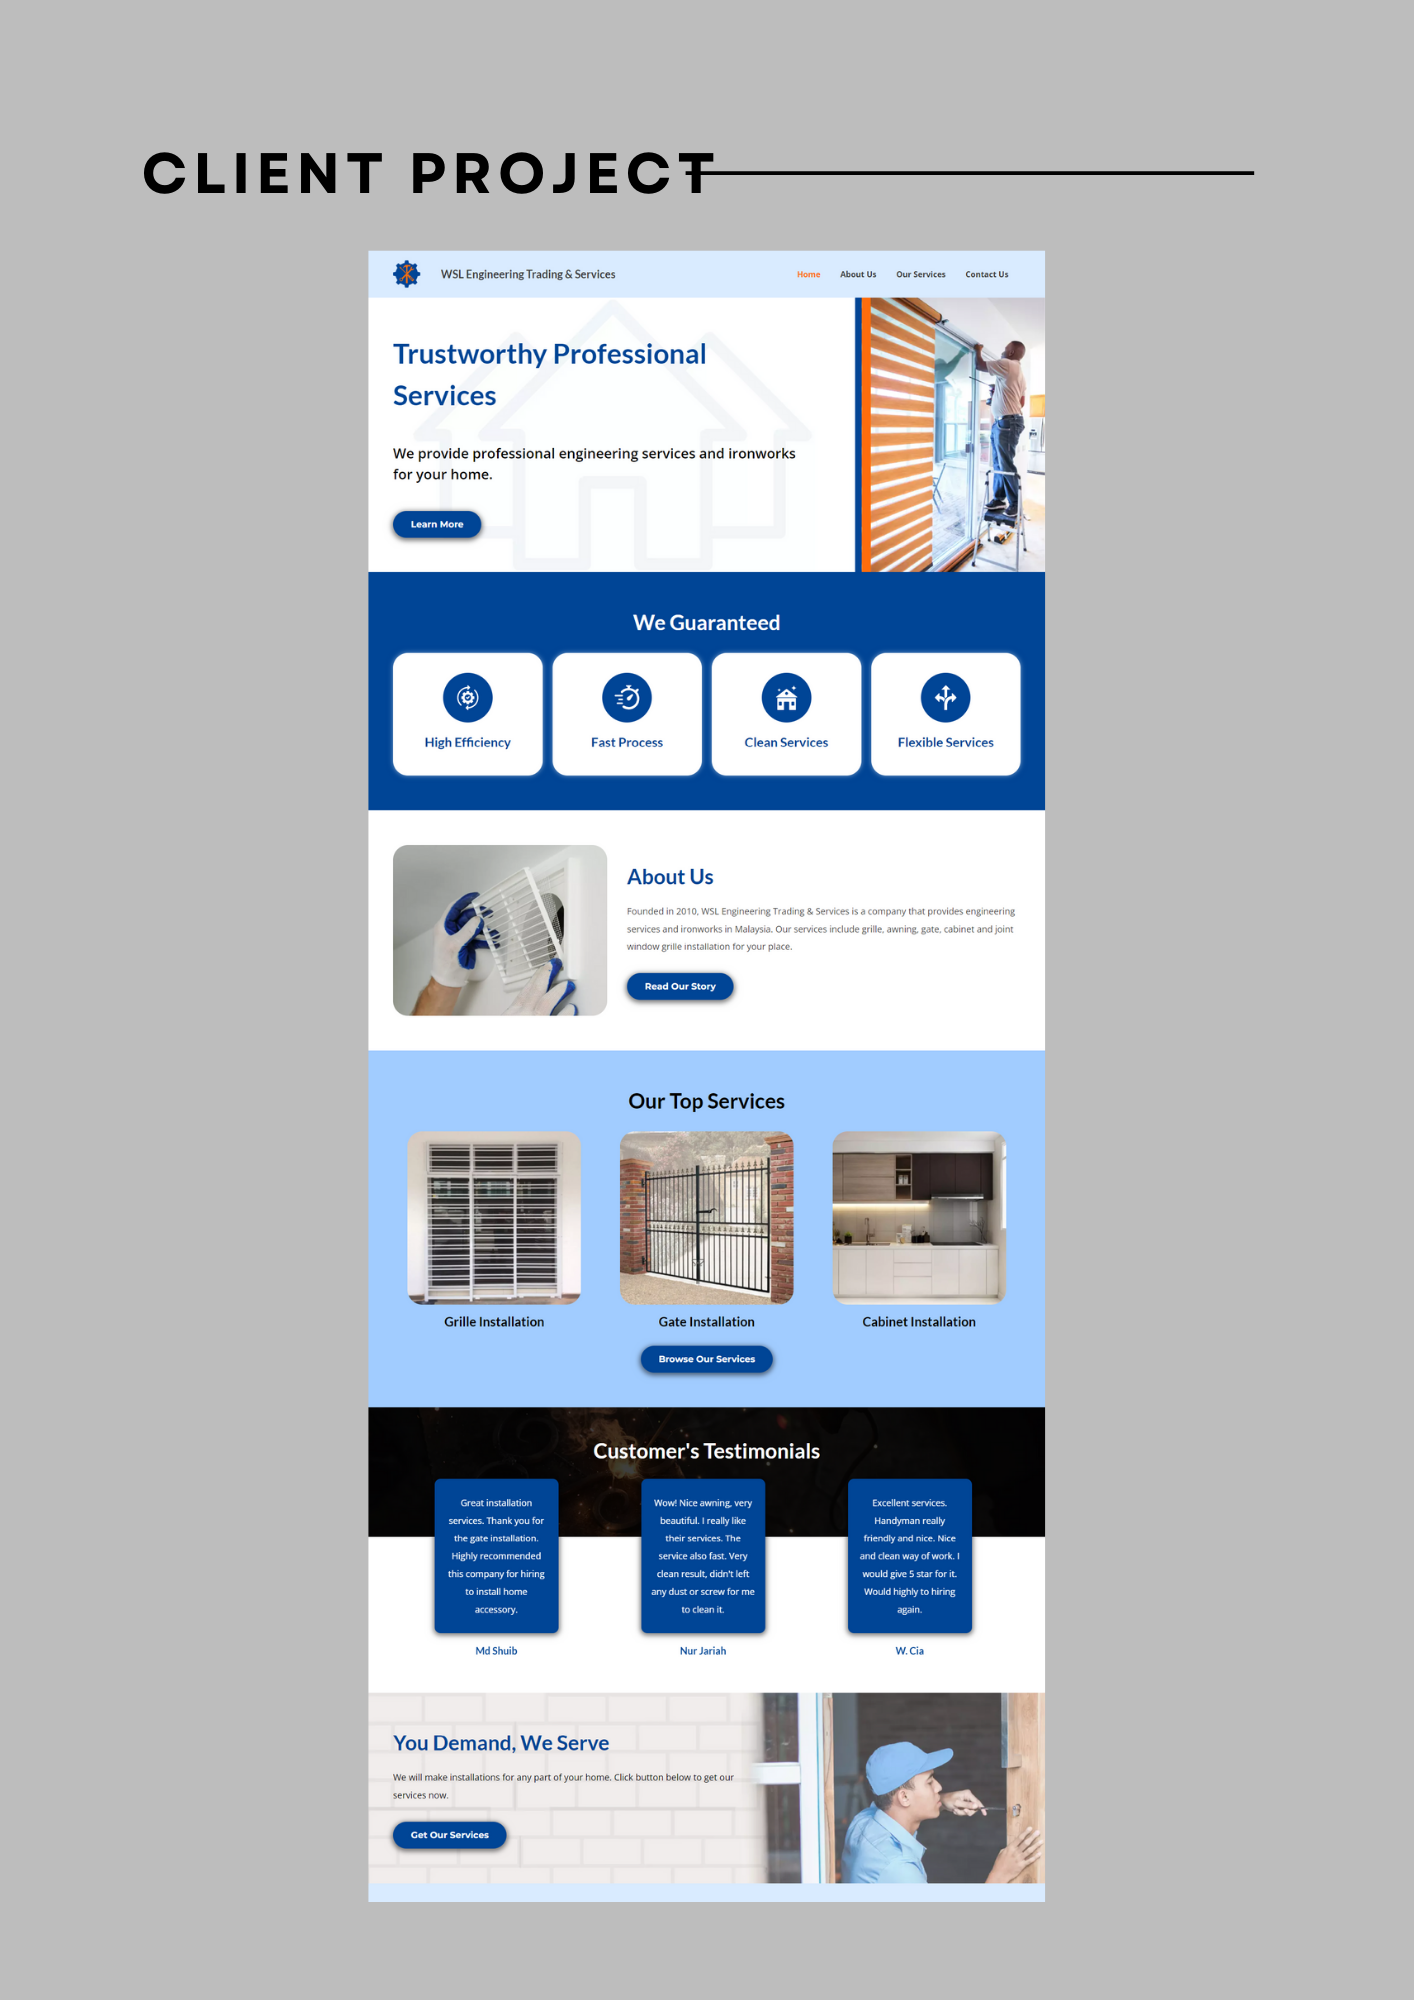 CLIENT PROJECT
WSL Engineering Trading & Services
Home About Us Our Services Contact Us
Trustworthy Professional
Services
We provide professional engineering services and ironworks
for your home.
Learn More
We Guaranteed
High Efficiency
Fast Process
Clean Services
Flexible Services
About Us
Founded in 2010, WSL Engineering Trading & Services is a company that provides engineering
services and ironworks in Malaysia. Our services include grille, awning, gate, cabinet and joint
window grille installation for your place.
Read Our Story
Our Top Services
Grille Installation
Gate Installation
Cabinet Installation
Browse Our Services
Customer's Testimonials
Great installation
services. Thank you for
the gate installation.
Highly recommended
this company for hiring
to install home
accessory.
Md Shuib
Wow! Nice awning, very
beautiful. I really like
their services. The
service also fast. Very
clean result, didn't left
any dust or screw for me
to clean it.
Nur Jariah
Excellent services.
Handyman really
friendly and nice. Nice
and clean way of work. I
would give 5 star for it.
Would highly to hiring
again.
W. Cia
You Demand, We Serve
We will make installations for any part of your home. Click button below to get our
services now.
Get Our Services